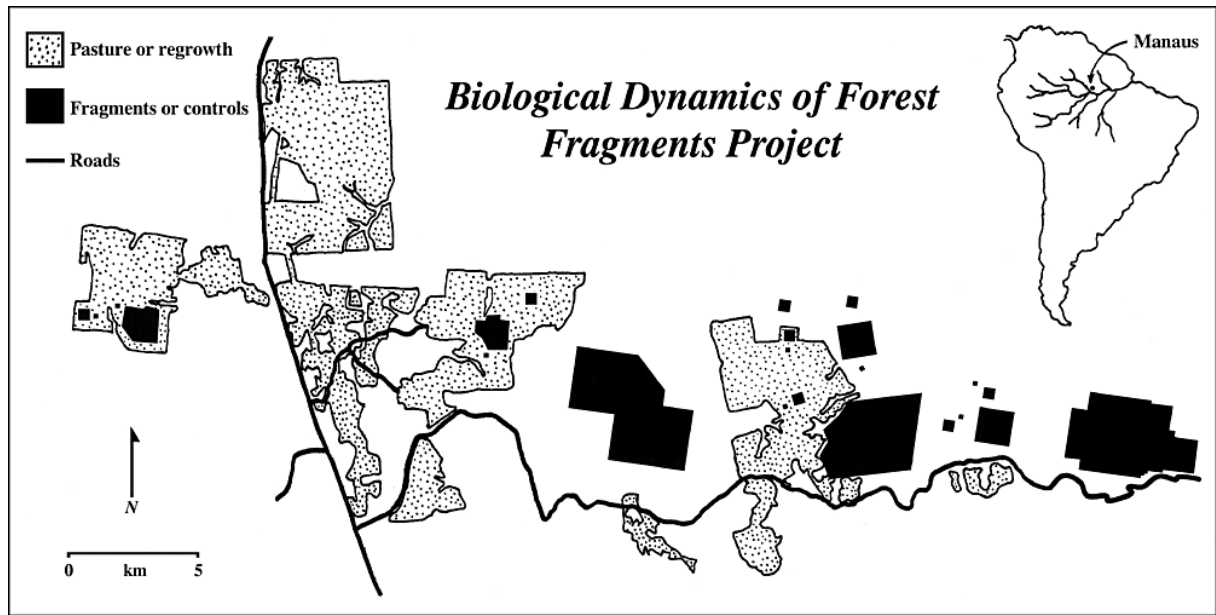 Pasture or regrowth
Fragments or controls
Roads
Biological Dynamics of Forest
Fragments Project
Manaus
N
0 km 5